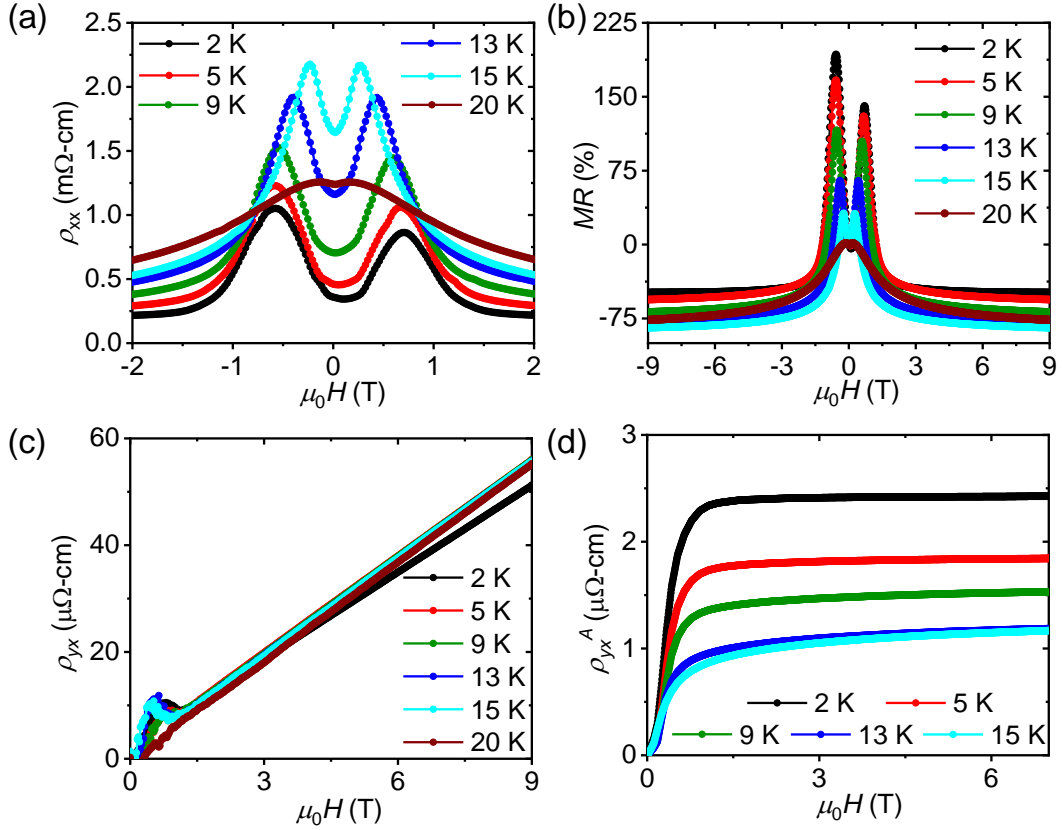 (a)
2.5
2.0
1.5
1.0
0.5
0.0
ρxx (mΩ-cm)
2 K
5 K
9 K
13 K
15 K
20 K
-2 -1 0 1 2
μ0H (T)
(b)
225
150
75
0
-75
MR (%)
2 K
5 K
9 K
13 K
15 K
20 K
-9 -6 -3 0 3 6 9
μ0H (T)
(c)
60
40
20
0
ρyx (μΩ-cm)
2 K
5 K
9 K
13 K
15 K
20 K
0 3 6 9
μ0H (T)
(d)
3
2
1
0
ρyxA (μΩ-cm)
2 K 5 K
9 K 13 K 15 K
0 3 6
μ0H (T)